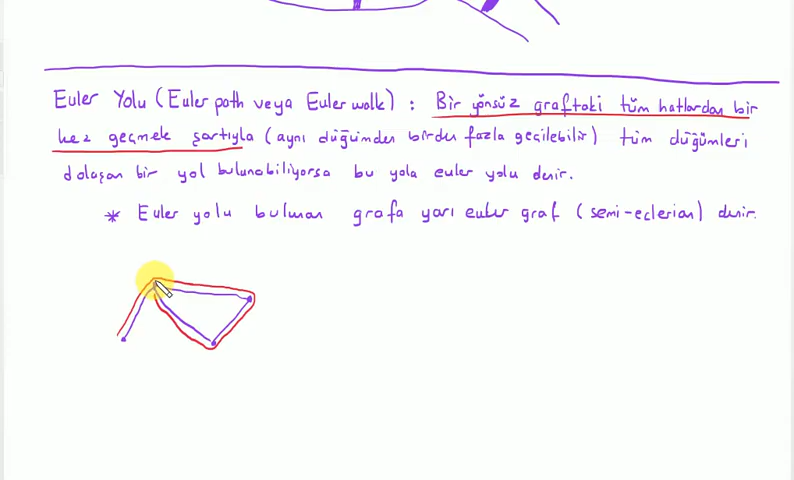 Euler Yolu (Euler path veya Euler walk) : Bir yönsüz graftaki tüm hatlardan bir
kez geçmek şartıyla (aynı düğümden birden fazla geçilebilir) tüm düğümleri
dolaşan bir yol bulunabiliyorsa bu yola euler yolu denir.
* Euler yolu bulunan grafa yarı euler graf (semi-eclerian) denir.